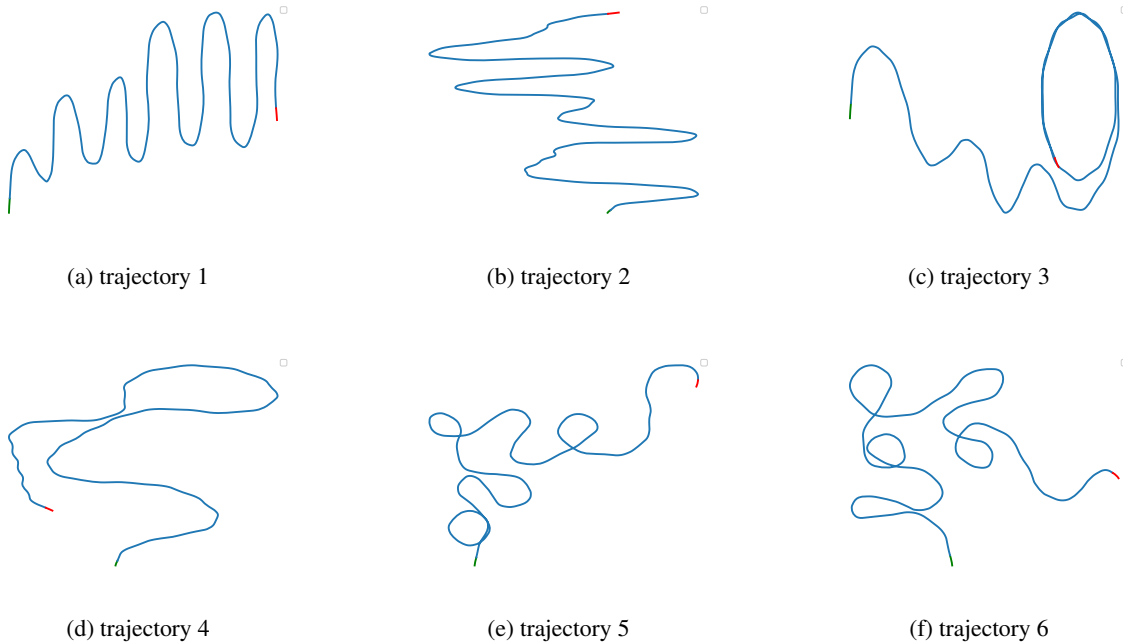 (a) trajectory 1
(b) trajectory 2
(c) trajectory 3
(d) trajectory 4
(e) trajectory 5
(f) trajectory 6